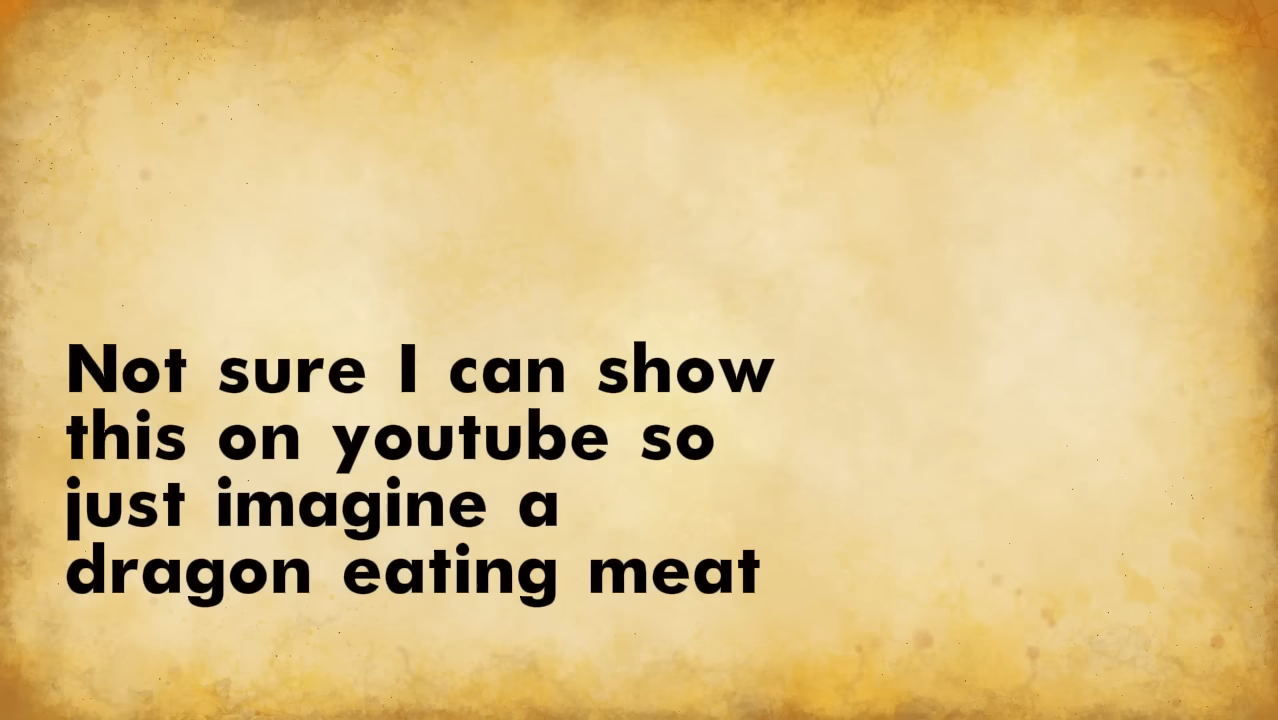 Not sure I can show
this on youtube so
just imagine a
dragon eating meat